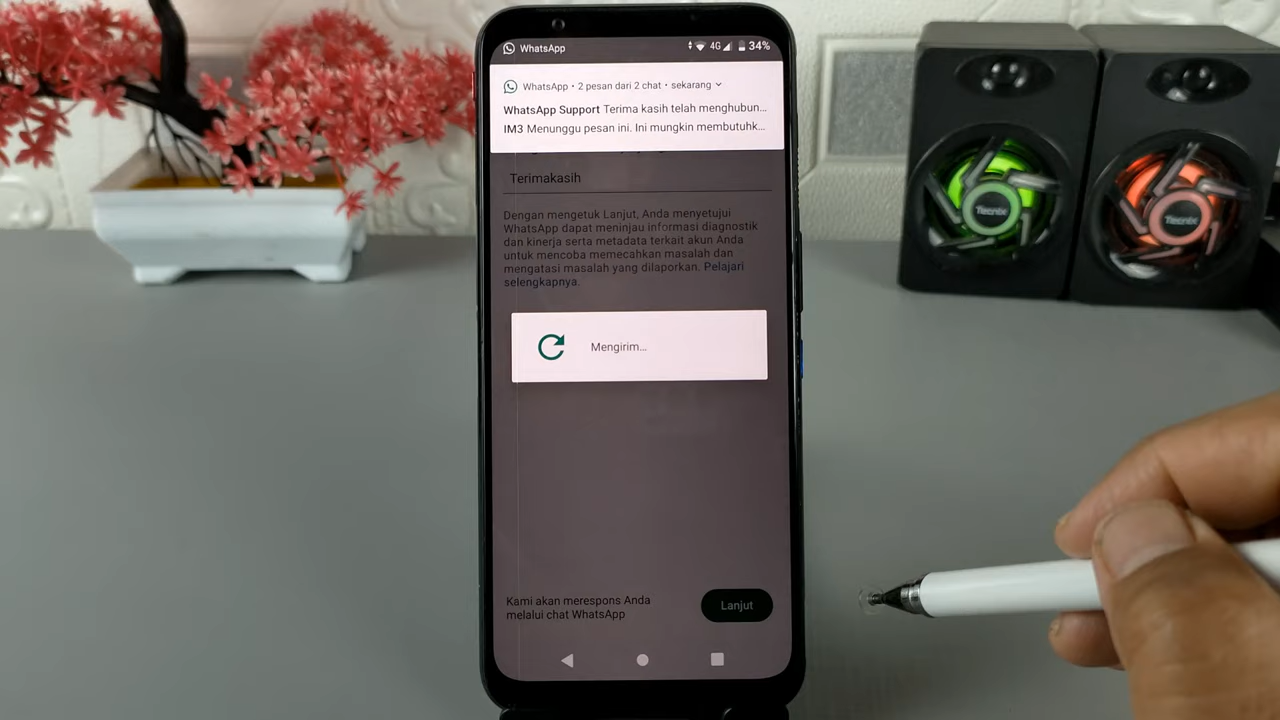 WhatsApp 4G 34%
WhatsApp • 2 pesan dari 2 chat • sekarang
WhatsApp Support Terima kasih telah menghubun...
IM3 Menunggu pesan ini. Ini mungkin membutuhk...
Terimakasih
Dengan mengetuk Lanjut, Anda menyetujui
WhatsApp dapat meninjau informasi diagnostik
dan kinerja serta metadata terkait akun Anda
untuk mencoba memecahkan masalah dan
mengatasi masalah yang dilaporkan. Pelajari
selengkapnya.
Mengirim...
Kami akan merespons Anda
melalui chat WhatsApp
Lanjut
Tecnix
Tecnix